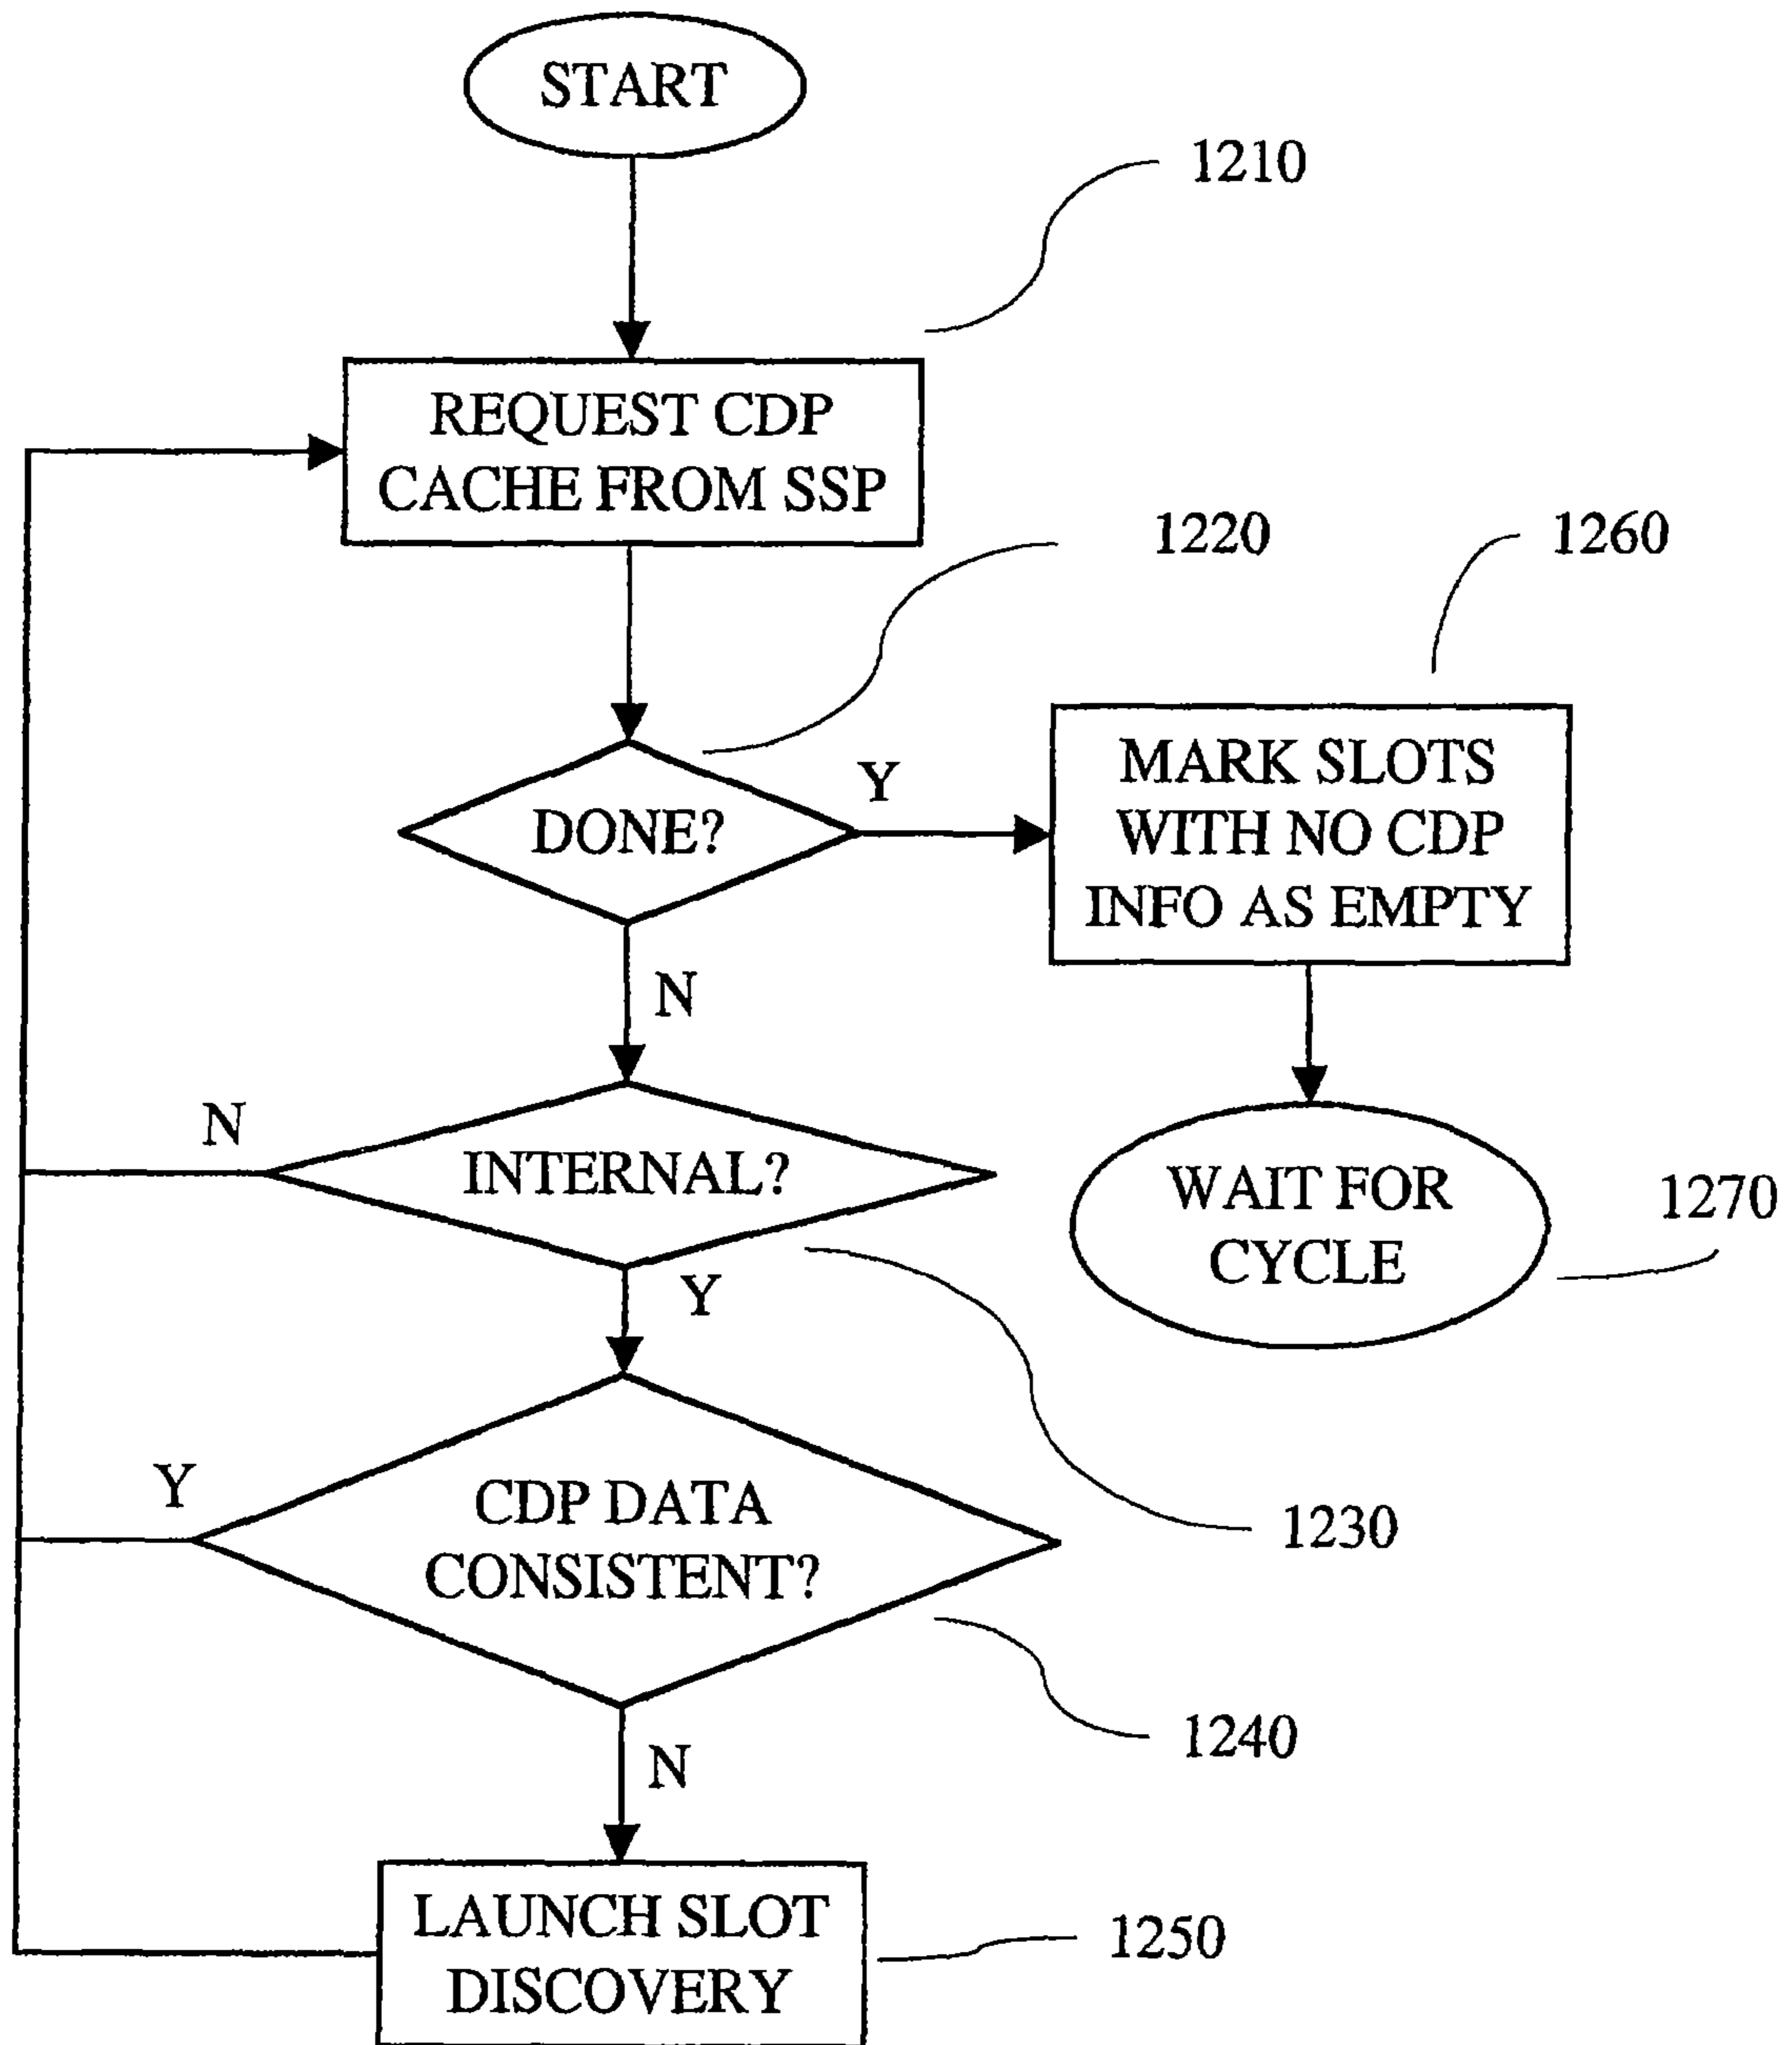 START
1210
REQUEST CDP
CACHE FROM SSP
1220
1260
DONE?
Y
MARK SLOTS
WITH NO CDP
INFO AS EMPTY
N
N
INTERNAL?
WAIT FOR
CYCLE
1270
Y
Y
CDP DATA
CONSISTENT?
1230
1240
N
LAUNCH SLOT
DISCOVERY
1250